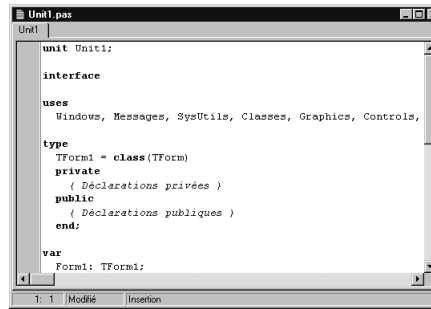 Unit1.pas
Unit1
unit Unit1;
interface
uses
Windows, Messages, SysUtils, Classes, Graphics, Controls,
type
TForm1 = class(TForm)
private
{ Déclarations privées }
public
{ Déclarations publiques }
end;
var
Form1: TForm1;
1: 1 Modifié Insertion